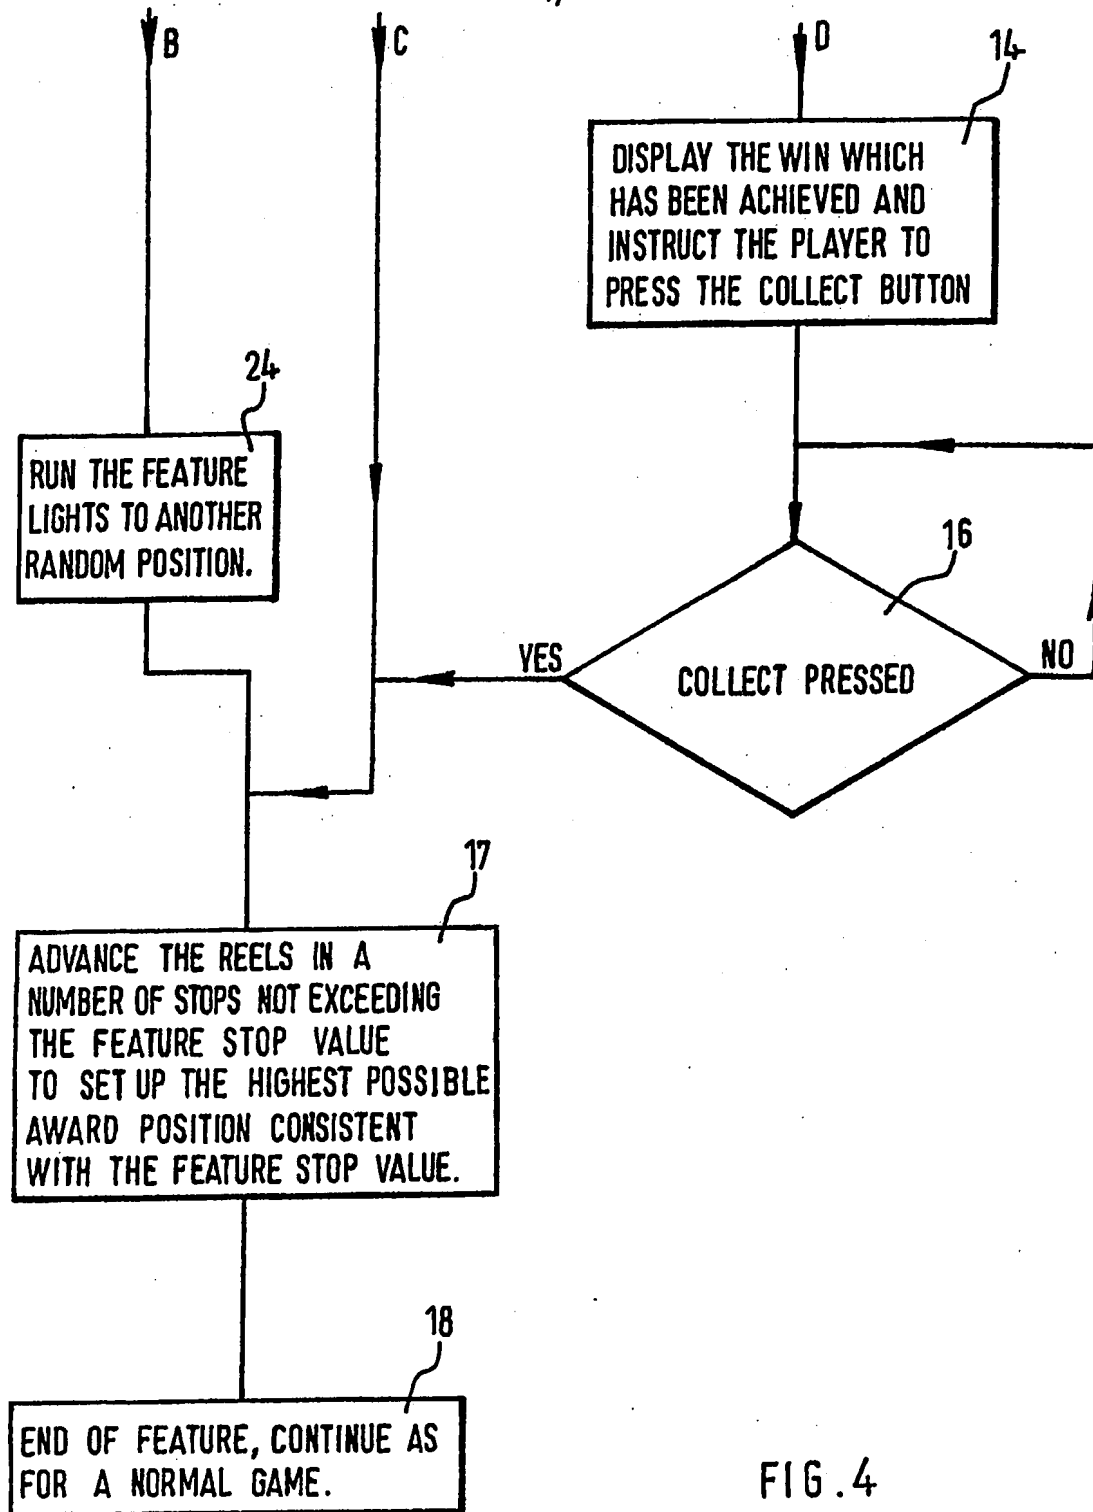 B
C
D
14
DISPLAY THE WIN WHICH
HAS BEEN ACHIEVED AND
INSTRUCT THE PLAYER TO
PRESS THE COLLECT BUTTON
24
RUN THE FEATURE
LIGHTS TO ANOTHER
RANDOM POSITION.
16
YES
COLLECT PRESSED
NO
17
ADVANCE THE REELS IN A
NUMBER OF STOPS NOT EXCEEDING
THE FEATURE STOP VALUE
TO SET UP THE HIGHEST POSSIBLE
AWARD POSITION CONSISTENT
WITH THE FEATURE STOP VALUE.
18
END OF FEATURE, CONTINUE AS
FOR A NORMAL GAME.
FIG.4